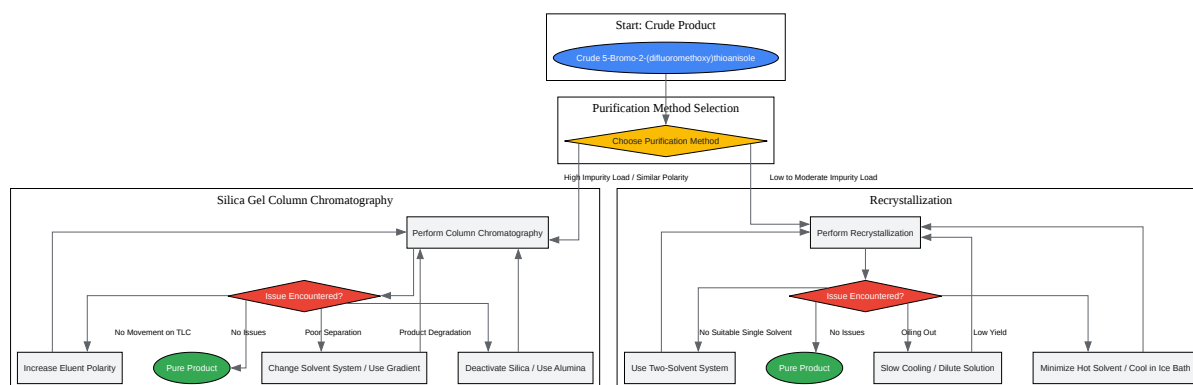 Start: Crude Product
Crude 5-Bromo-2-(difluoromethoxy)thioanisole
Purification Method Selection
Choose Purification Method
High Impurity Load / Similar Polarity
Low to Moderate Impurity Load
Silica Gel Column Chromatography
Perform Column Chromatography
Issue Encountered?
No Movement on TLC
No Issues
Poor Separation
Product Degradation
Increase Eluent Polarity
Pure Product
Change Solvent System / Use Gradient
Deactivate Silica / Use Alumina
Recrystallization
Perform Recrystallization
Issue Encountered?
No Suitable Single Solvent
No Issues
Oiling Out
Low Yield
Use Two-Solvent System
Pure Product
Slow Cooling / Dilute Solution
Minimize Hot Solvent / Cool in Ice Bath